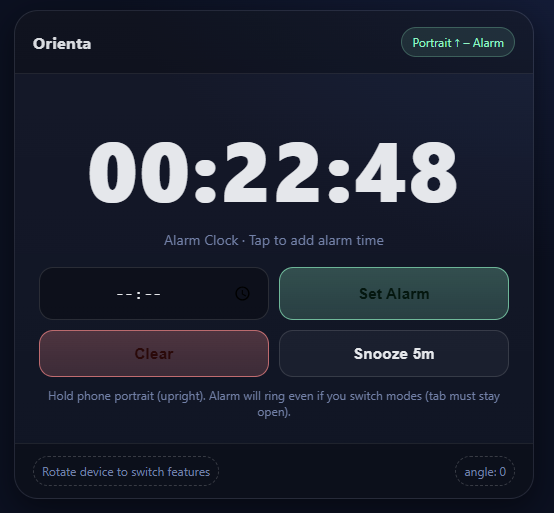 Orienta
Portrait ↑ – Alarm
00:22:48
Alarm Clock · Tap to add alarm time
--:--
Set Alarm
Clear
Snooze 5m
Hold phone portrait (upright). Alarm will ring even if you switch modes (tab must stay
open).
Rotate device to switch features
angle: 0